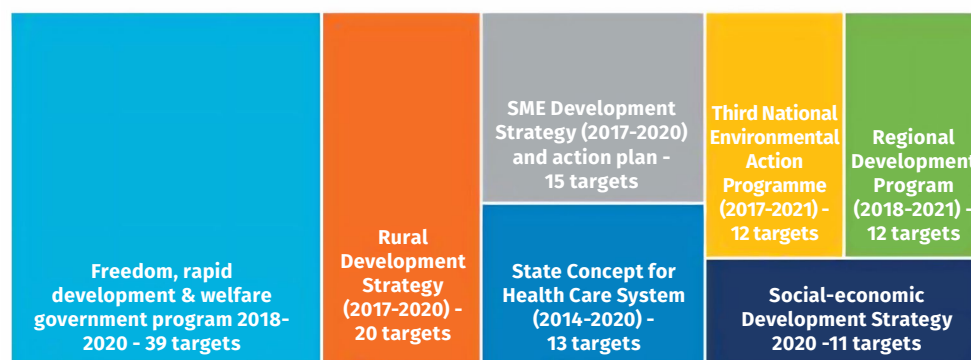 Freedom, rapid
development & welfare
government program 2018-
2020 - 39 targets
Rural
Development
Strategy
(2017-2020) -
20 targets
SME Development
Strategy (2017-2020)
and action plan -
15 targets
State Concept for
Health Care System
(2014-2020) -
13 targets
Third National
Environmental
Action
Programme
(2017-2021) -
12 targets
Regional
Development
Program
(2018-2021) -
12 targets
Social-economic
Development Strategy
2020 -11 targets